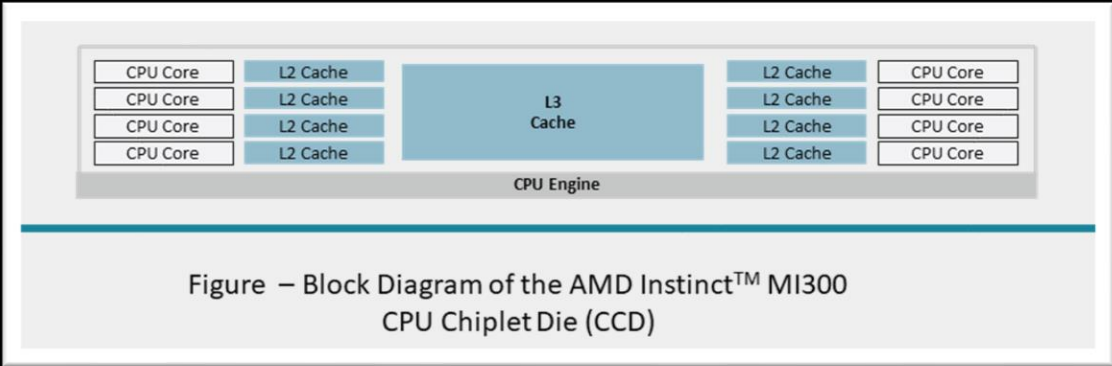 CPU Core L2 Cache L2 Cache CPU Core
CPU Core L2 Cache L3 L2 Cache CPU Core
CPU Core L2 Cache Cache L2 Cache CPU Core
CPU Core L2 Cache L2 Cache CPU Core
CPU Engine
Figure – Block Diagram of the AMD Instinct™ MI300
CPU Chiplet Die (CCD)